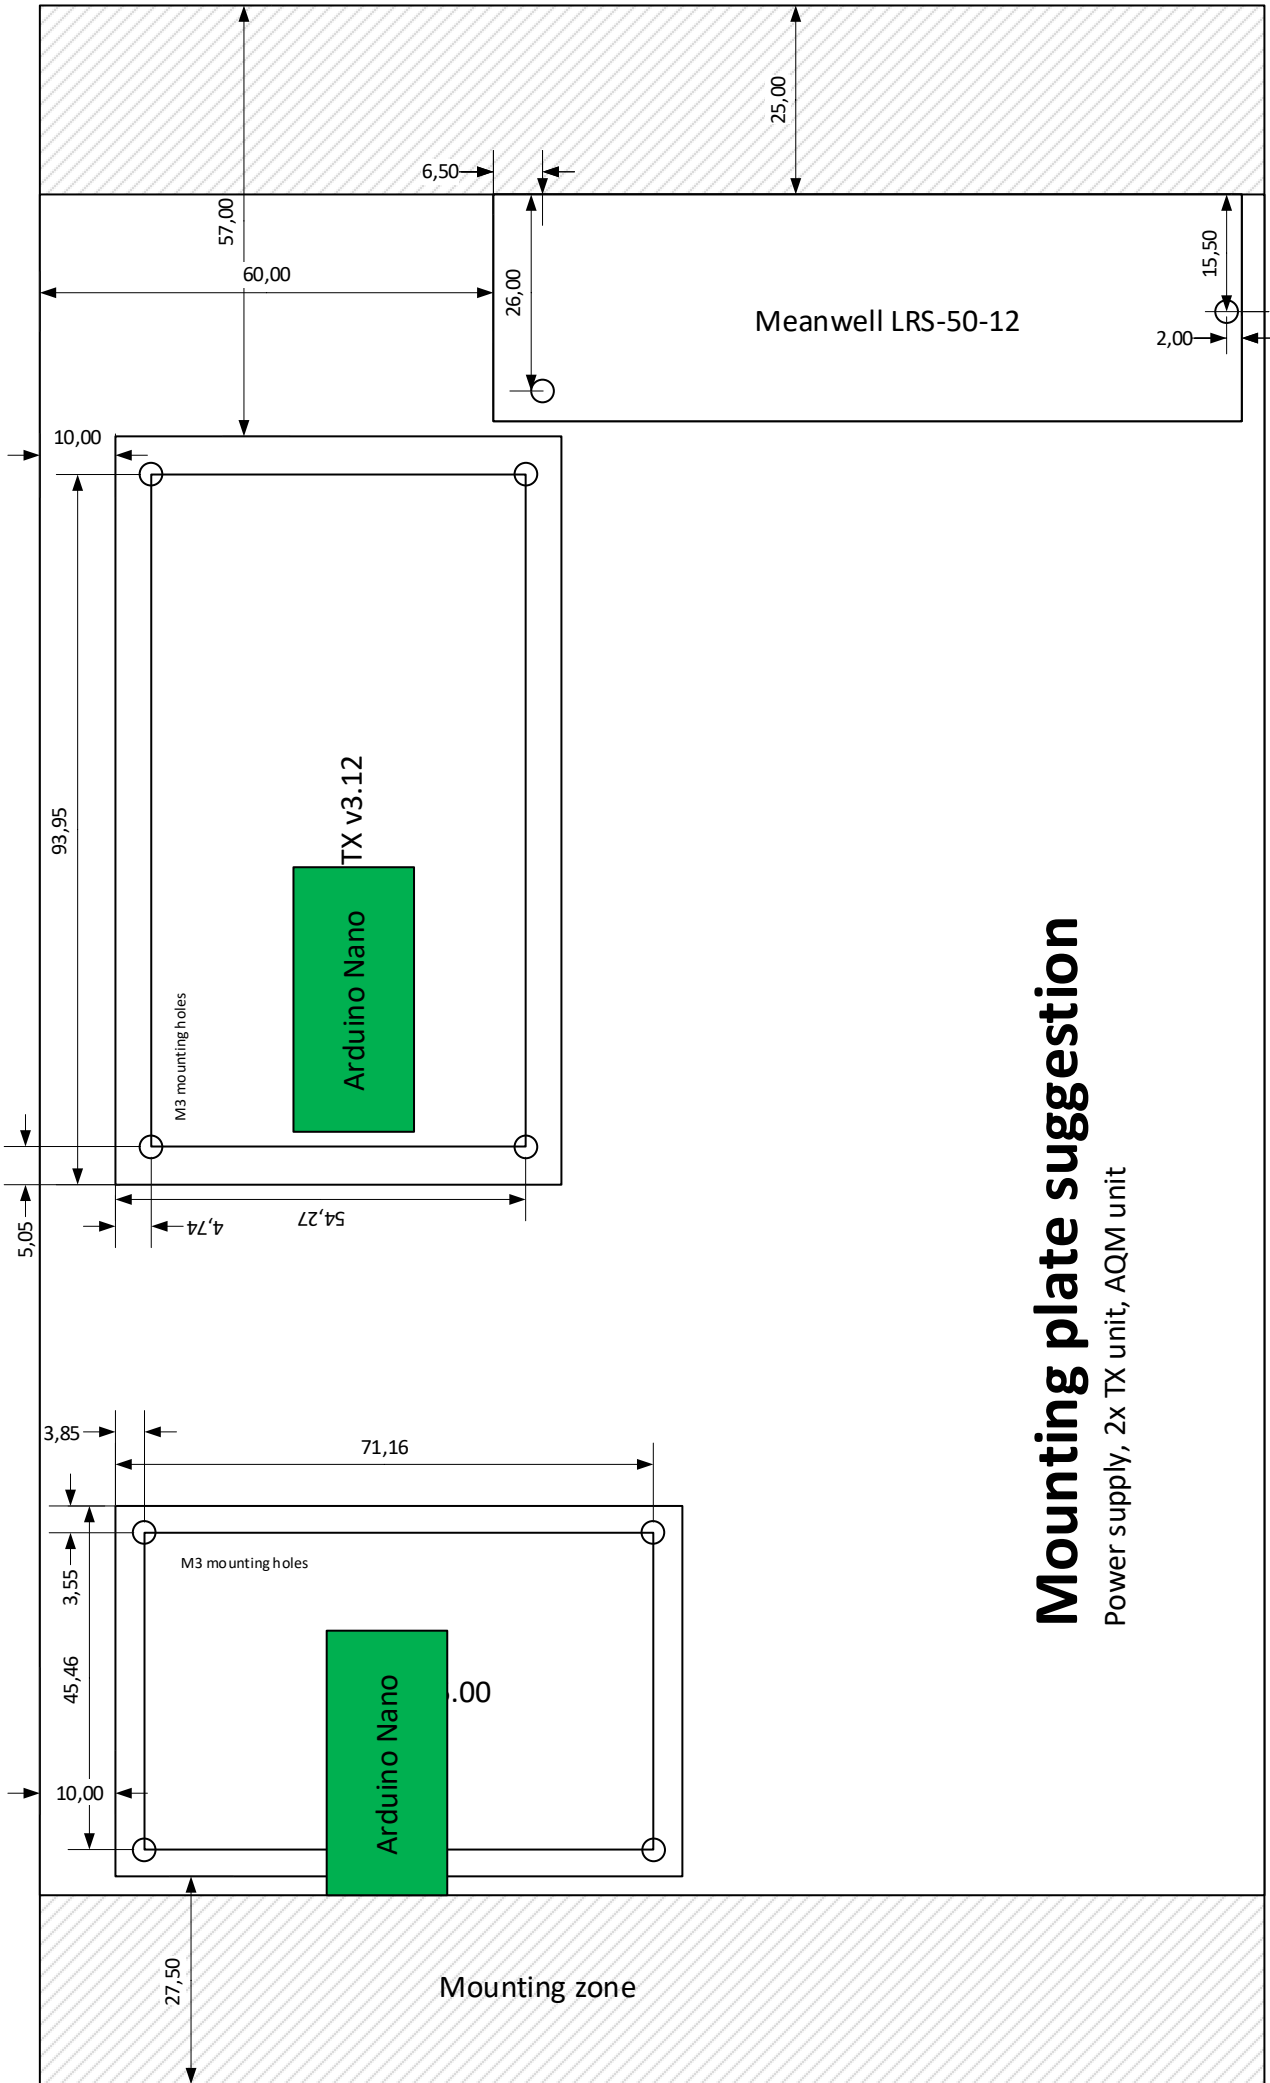 25,00
6,50
57,00
60,00
26,00
15,50
Meanwell LRS-50-12
2,00
10,00
93,95
TX v3.12
Arduino Nano
M3 mounting holes
5,05
4,74
54,27
Mounting plate suggestion
Power supply, 2x TX unit, AQM unit
3,85
71,16
3,55
M3 mounting holes
45,46
.00
Arduino Nano
10,00
27,50
Mounting zone